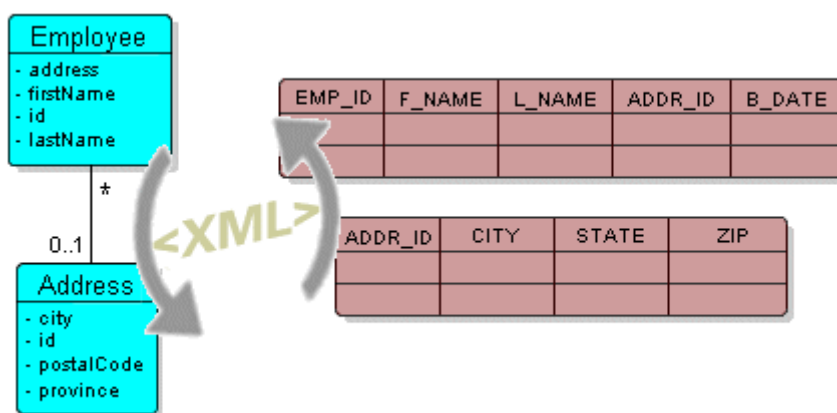 Employee
- address
- firstName
- id
- lastName
*
0..1
Address
- city
- id
- postalCode
- province
<XML>
EMP_ID F_NAME L_NAME ADDR_ID B_DATE
ADDR_ID CITY STATE ZIP